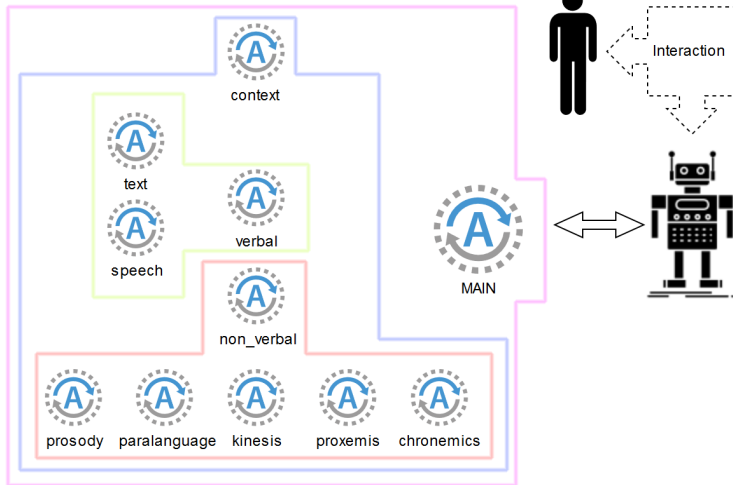 context
Interaction
A
A
text
A
A
verbal
A
speech
MAIN
A
non_verbal
A
A
A
A
A
prosody
paralanguage
kinesis
proxemis
chronemics